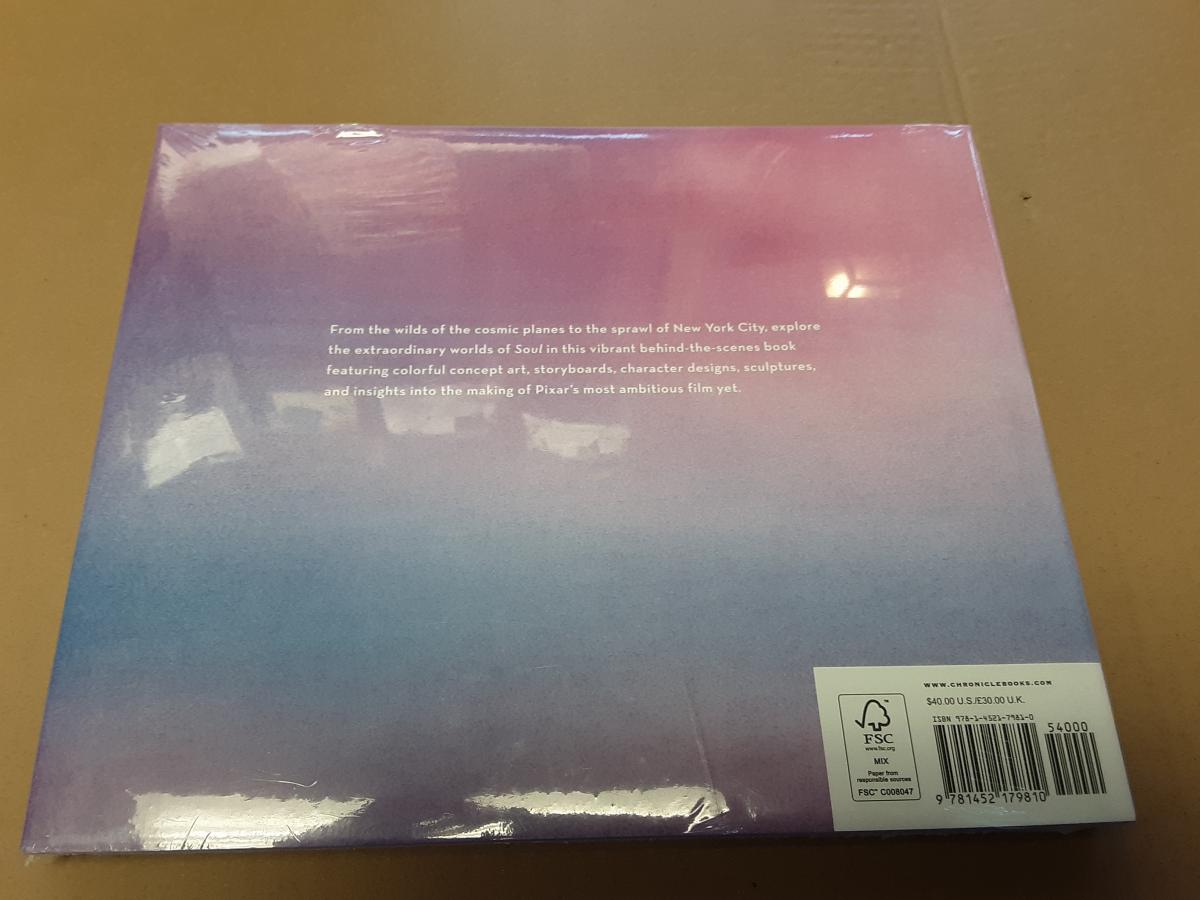 From the wilds of the cosmic planes to the sprawl of New York City, explore
the extraordinary worlds of Soul in this vibrant behind-the-scenes book
featuring colorful concept art, storyboards, character designs, sculptures,
and insights into the making of Pixar's most ambitious film yet.
WWW.CHRONICLEBOOKS.COM
$40.00 U.S./£30.00 U.K.
ISBN 978-1-4521-7981-0
54000
9 781452 179810
FSC
www.fsc.org
MIX
Paper from
responsible sources
FSC™ C008047